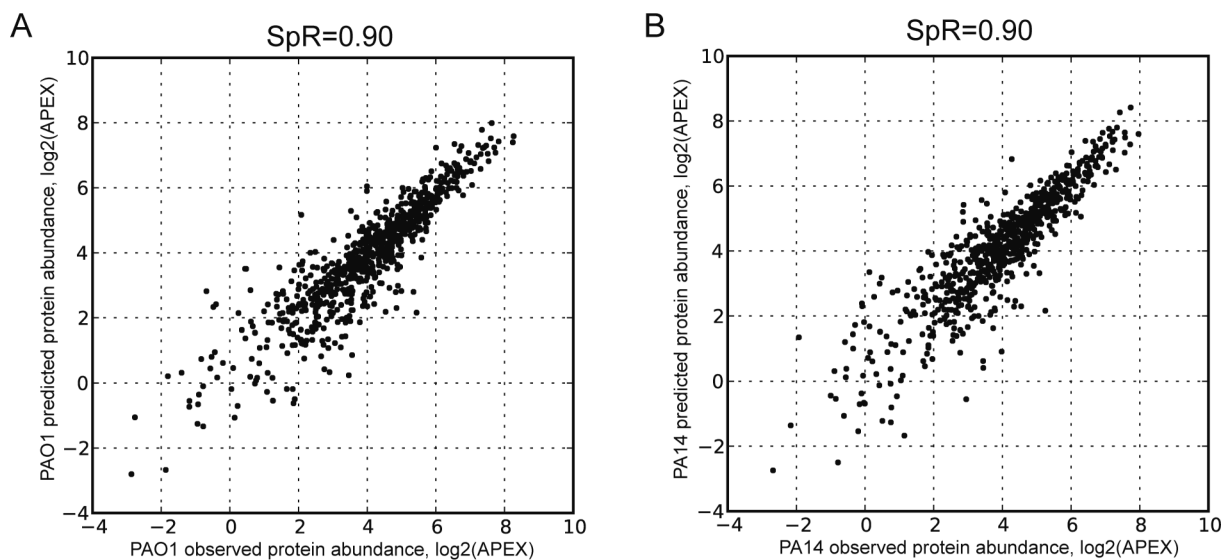 A
SpR=0.90
10
8
6
4
2
0
−2
−4
−4 −2 0 2 4 6 8 10
PAO1 predicted protein abundance, log2(APEX)
PAO1 observed protein abundance, log2(APEX)
B
SpR=0.90
10
8
6
4
2
0
−2
−4
−4 −2 0 2 4 6 8 10
PA14 predicted protein abundance, log2(APEX)
PA14 observed protein abundance, log2(APEX)